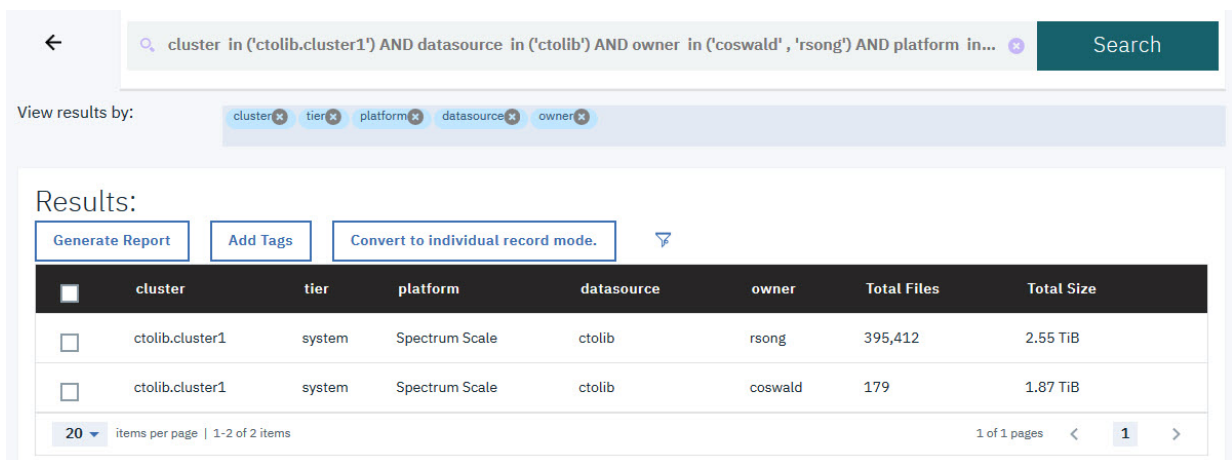 cluster in ('ctolib.cluster1') AND datasource in ('ctolib') AND owner in ('coswald' , 'rsong') AND platform in...
Search
View results by:
cluster tier platform datasource owner
Results:
Generate Report Add Tags Convert to individual record mode.
cluster tier platform datasource owner Total Files Total Size
ctolib.cluster1 system Spectrum Scale ctolib rsong 395,412 2.55 TiB
ctolib.cluster1 system Spectrum Scale ctolib coswald 179 1.87 TiB
20 items per page | 1-2 of 2 items 1 of 1 pages 1